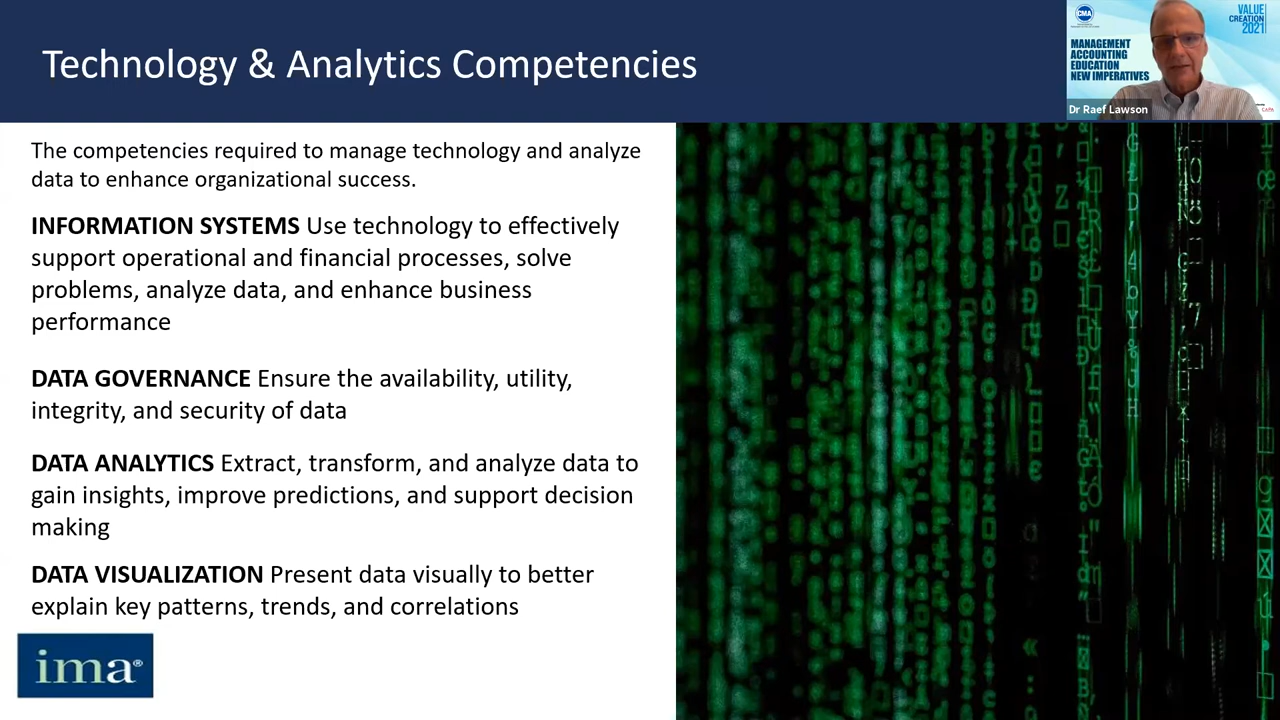 Technology & Analytics Competencies
CMA
VALUE
CREATION
2021
MANAGEMENT
ACCOUNTING
EDUCATION
NEW IMPERATIVES
Dr Raef Lawson
The competencies required to manage technology and analyze
data to enhance organizational success.
INFORMATION SYSTEMS Use technology to effectively
support operational and financial processes, solve
problems, analyze data, and enhance business
performance
DATA GOVERNANCE Ensure the availability, utility,
integrity, and security of data
DATA ANALYTICS Extract, transform, and analyze data to
gain insights, improve predictions, and support decision
making
DATA VISUALIZATION Present data visually to better
explain key patterns, trends, and correlations
ima®